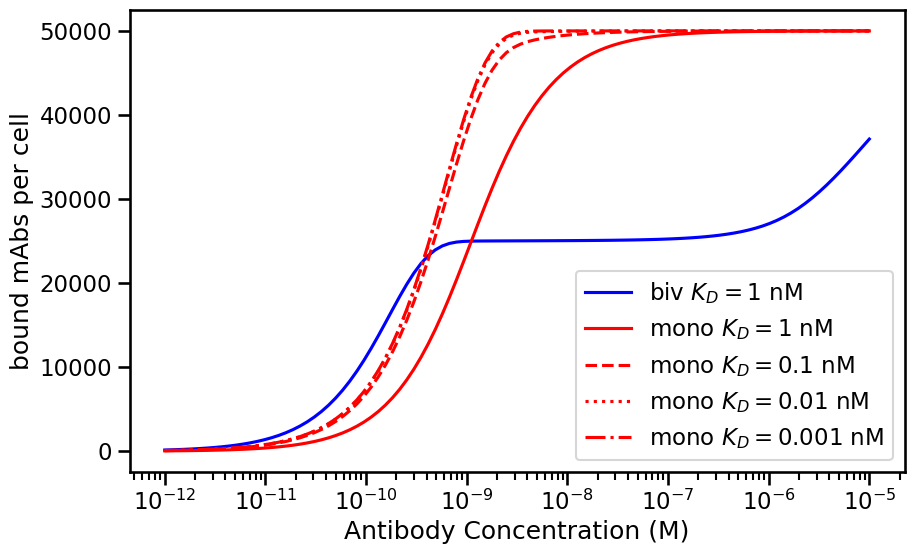 bound mAbs per cell
50000
40000
30000
20000
10000
0
biv $K_D = 1$ nM
mono $K_D = 1$ nM
mono $K_D = 0.1$ nM
mono $K_D = 0.01$ nM
mono $K_D = 0.001$ nM
10⁻¹² 10⁻¹¹ 10⁻¹⁰ 10⁻⁹ 10⁻⁸ 10⁻⁷ 10⁻⁶ 10⁻⁵
Antibody Concentration (M)